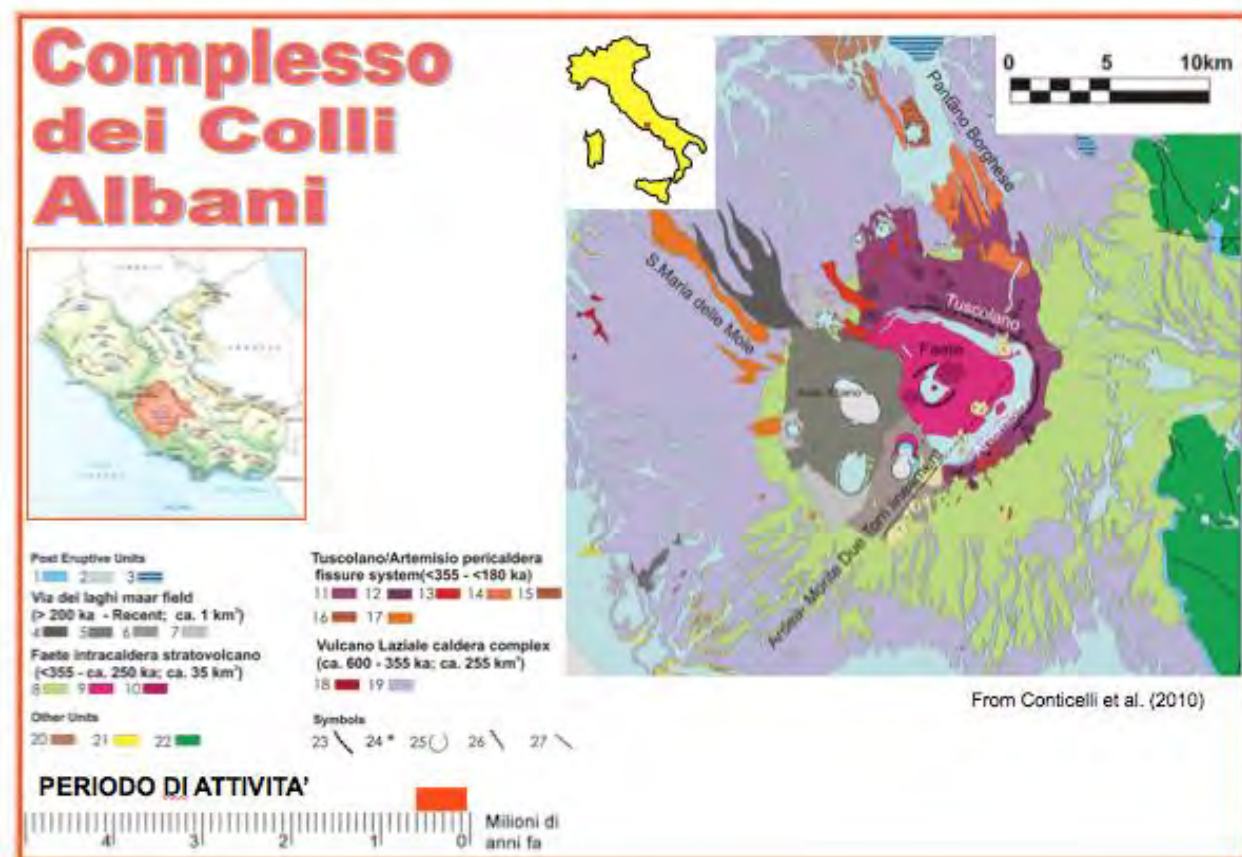 Complesso
dei Colli
Albani
0 5 10km
Pantano Borghese
S.Maria delle Mole
Tuscolano
Faete
Ardea- Monte Due Torri lineament
From Conticelli et al. (2010)
Post Eruptive Units
1 2 3
Via dei laghi maar field
(> 200 ka - Recent; ca. 1 km³)
4 5 6 7
Faete intracaldera stratovolcano
(<355 - ca. 250 ka; ca. 35 km³)
8 9 10
Other Units
20 21 22
Tuscolano/Artemisio pericaldera
fissure system(<355 - <180 ka)
11 12 13 14 15
16 17
Vulcano Laziale caldera complex
(ca. 600 - 355 ka; ca. 255 km³)
18 19
Symbols
23 24 25 26 27
PERIODO DI ATTIVITA'
4 3 2 1 0
Milioni di
anni fa